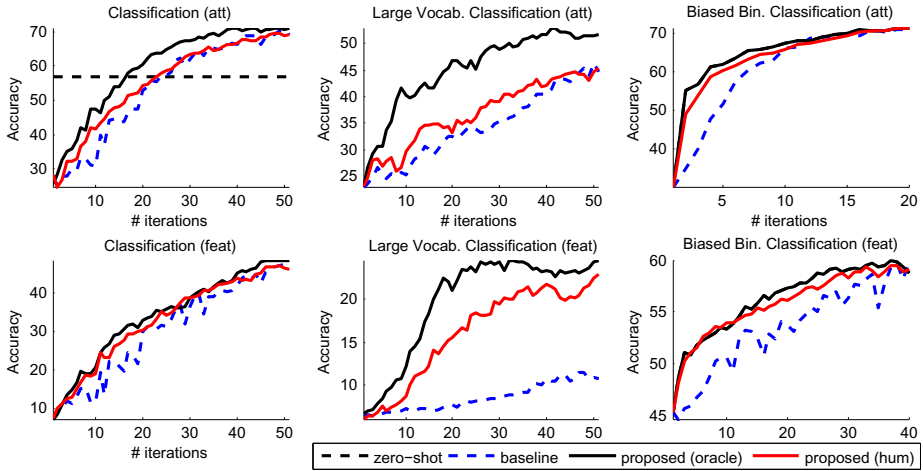 Classification (att)
Accuracy
70
60
50
40
30
10 20 30 40 50
# iterations
Large Vocab. Classification (att)
Accuracy
50
45
40
35
30
25
10 20 30 40 50
# iterations
Biased Bin. Classification (att)
Accuracy
70
60
50
40
5 10 15 20
# iterations
Classification (feat)
Accuracy
40
30
20
10
10 20 30 40 50
# iterations
Large Vocab. Classification (feat)
Accuracy
20
15
10
10 20 30 40 50
# iterations
Biased Bin. Classification (feat)
Accuracy
60
55
50
45
10 20 30 40
# iterations
zero-shot baseline proposed (oracle) proposed (hum)